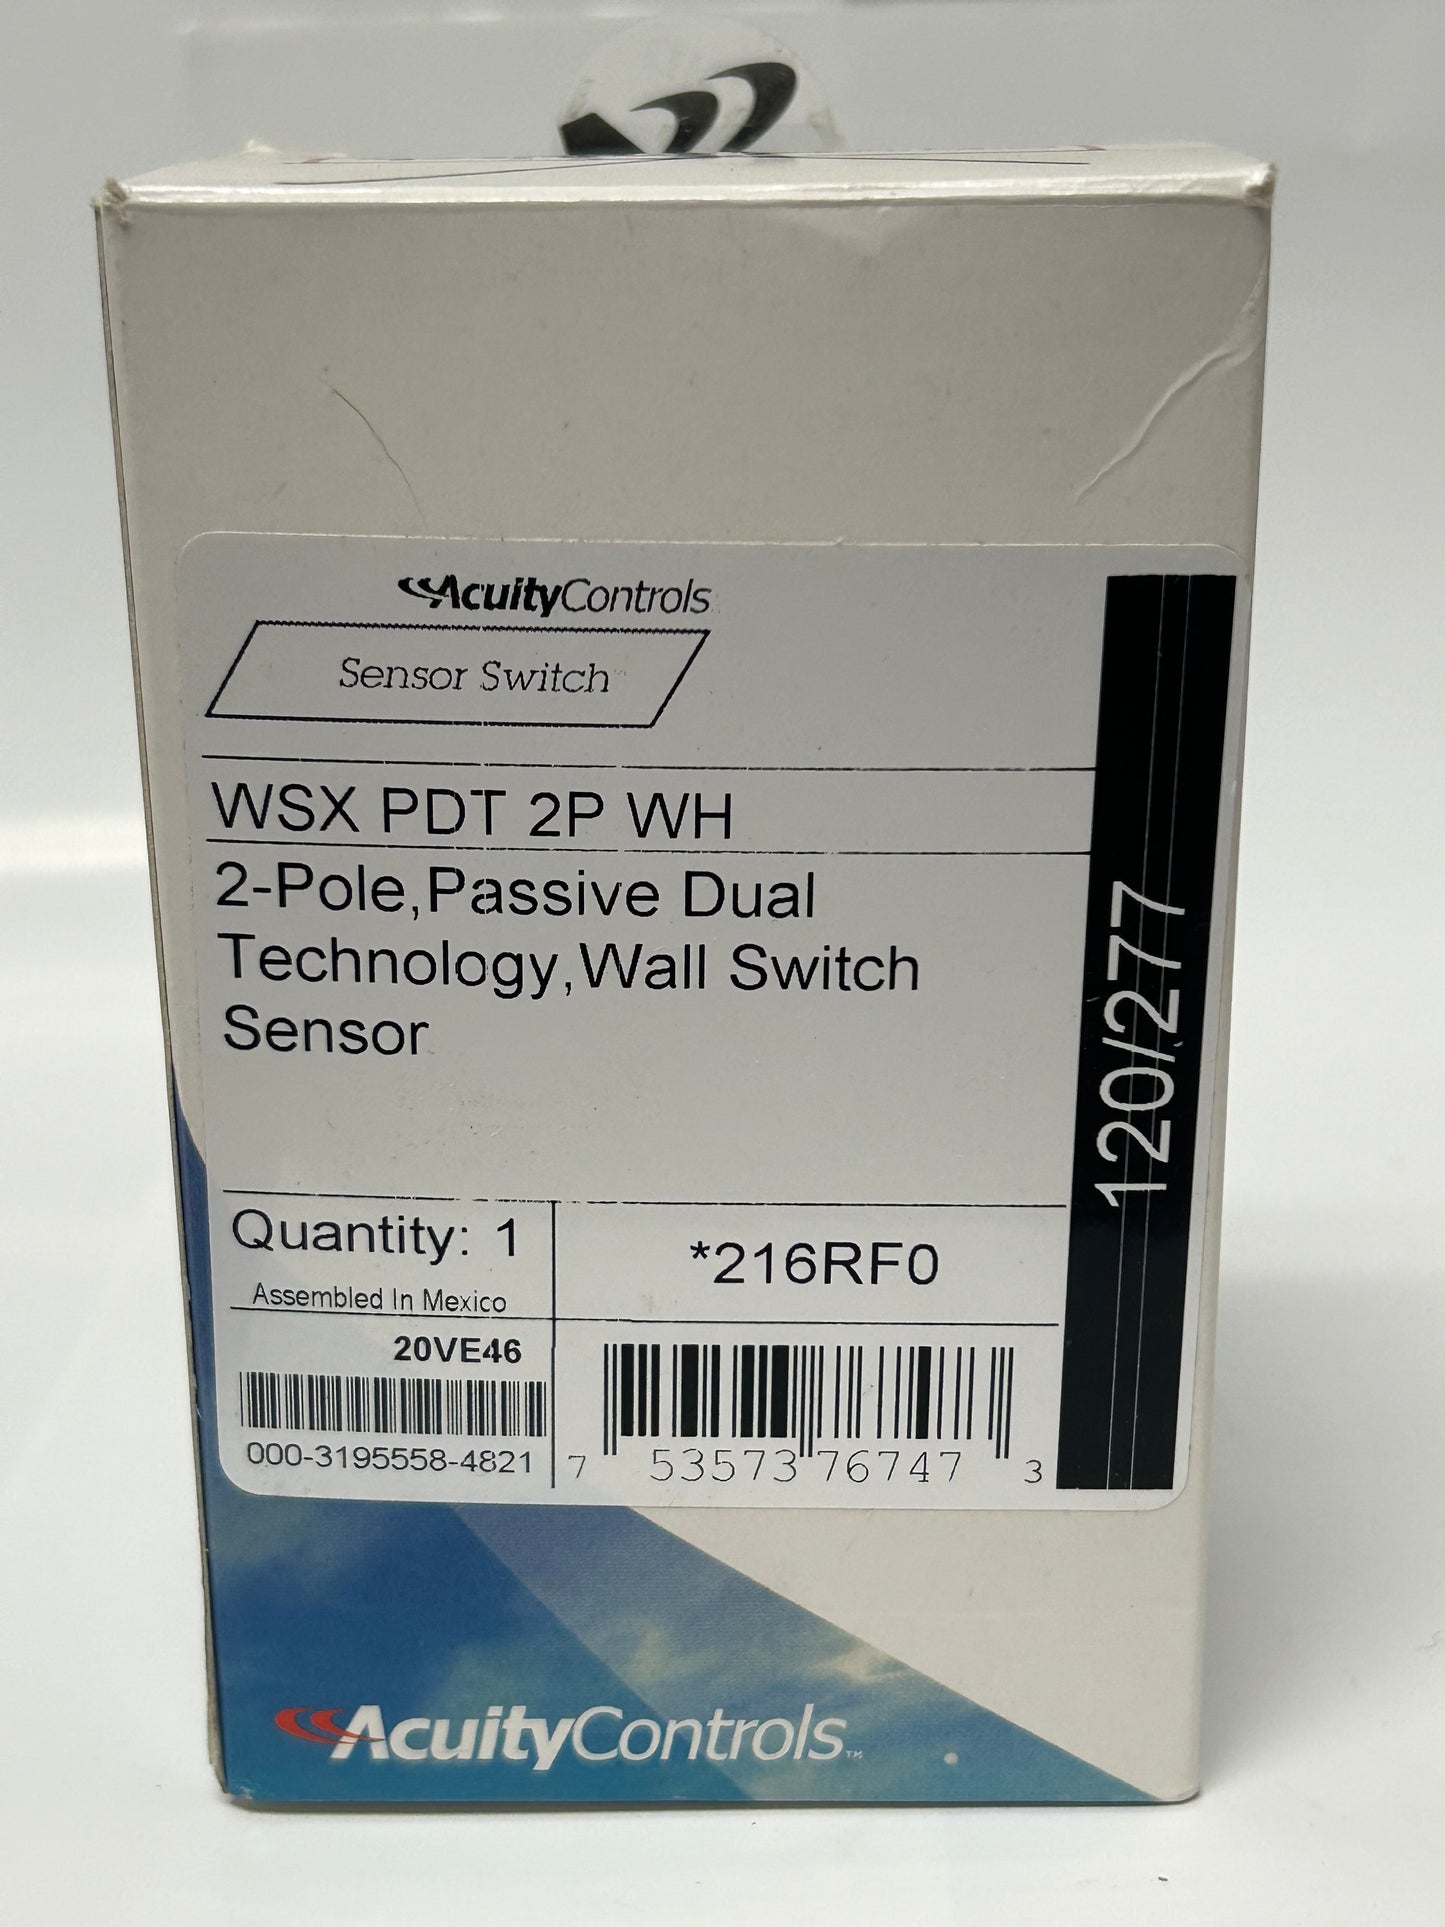 AcuityControls
Sensor Switch
WSX PDT 2P WH
2-Pole,Passive Dual
Technology,Wall Switch
Sensor
120/277
Quantity: 1
*216RF0
Assembled In Mexico
20VE46
000-3195558-4821
7 53573 76747 3
AcuityControls™